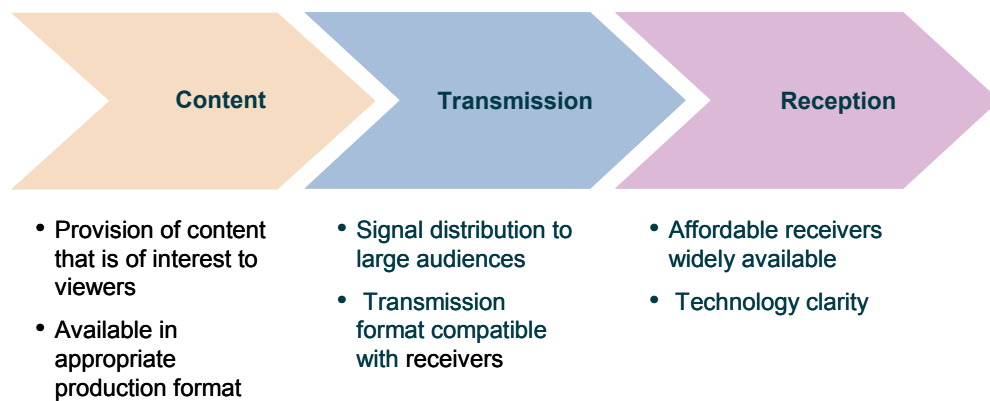 Content
Transmission
Reception
• Provision of content
that is of interest to
viewers
• Available in
appropriate
production format
• Signal distribution to
large audiences
• Transmission
format compatible
with receivers
• Affordable receivers
widely available
• Technology clarity